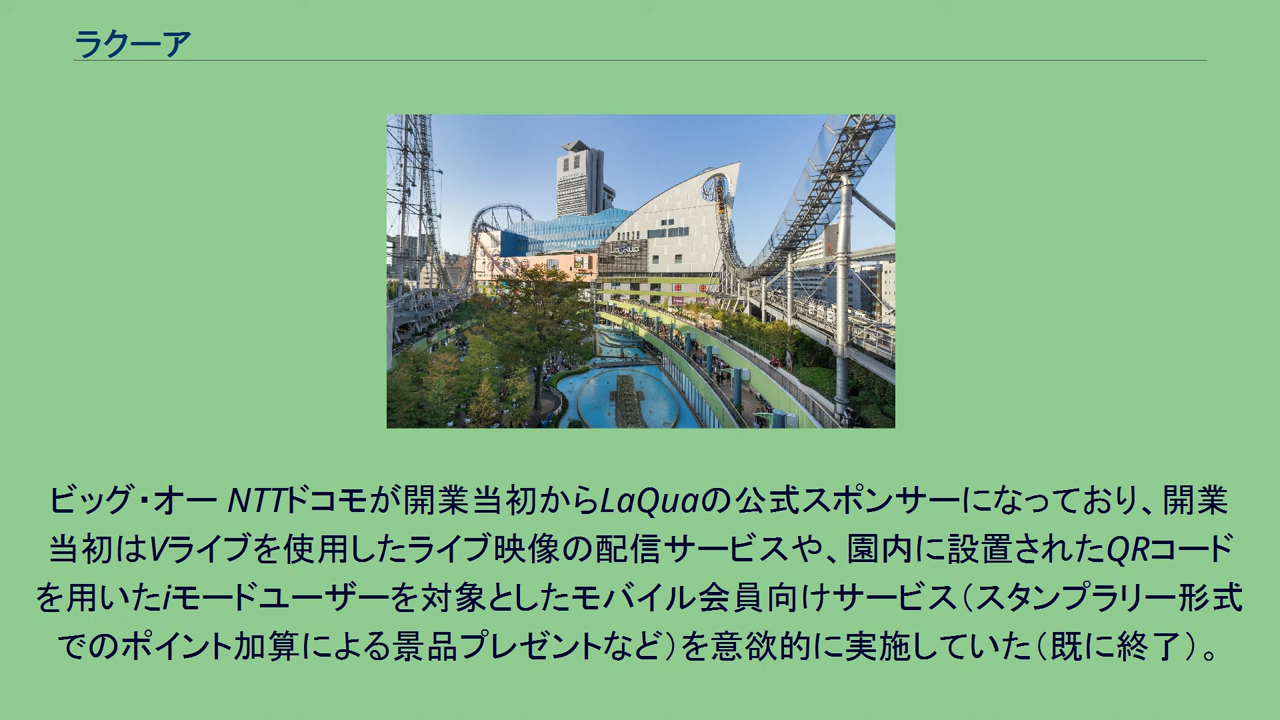 ラクーア
LaQua
ビッグ・オー NTTドコモが開業当初からLaQuaの公式スポンサーになっており、開業
当初はVライブを使用したライブ映像の配信サービスや、園内に設置されたQRコード
を用いたiモードユーザーを対象としたモバイル会員向けサービス（スタンプラリー形式
でのポイント加算による景品プレゼントなど）を意欲的に実施していた（既に終了）。